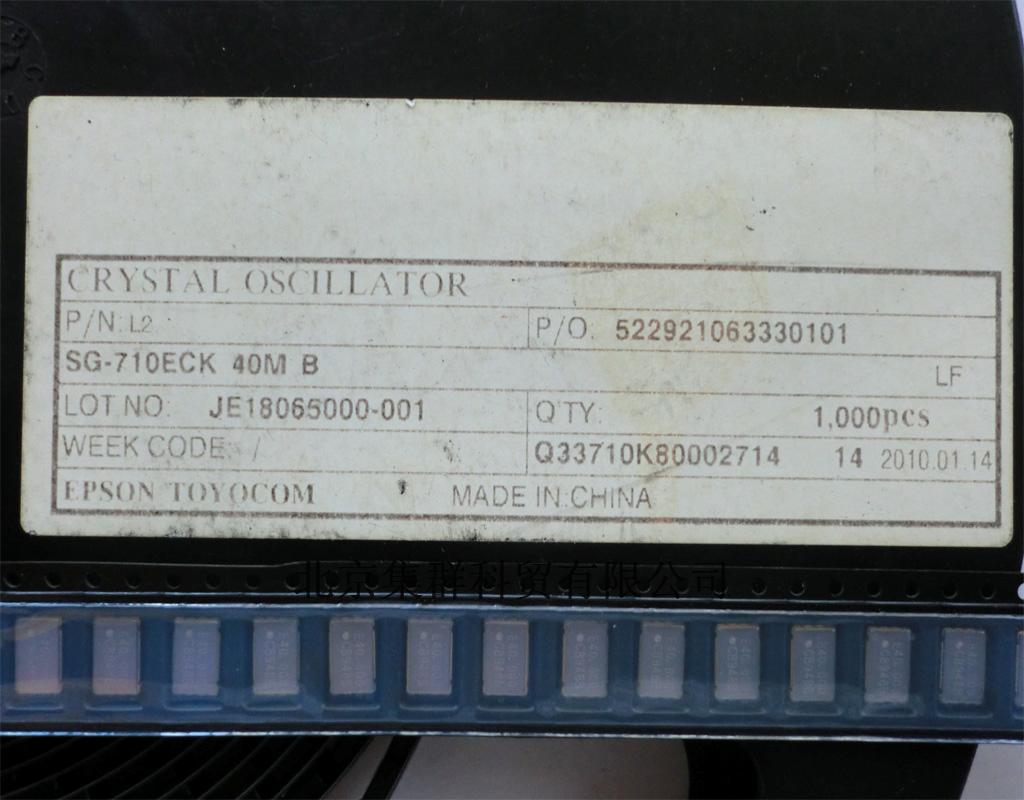 CRYSTAL OSCILLATOR
P/N: L2
P/O: 522921063330101
SG-710ECK 40M B
LF
LOT NO: JE18065000-001
Q'TY: 1,000pcs
WEEK CODE: /
Q33710K80002714 14 2010.01.14
EPSON TOYOCOM MADE IN CHINA
北京集群科贸有限公司